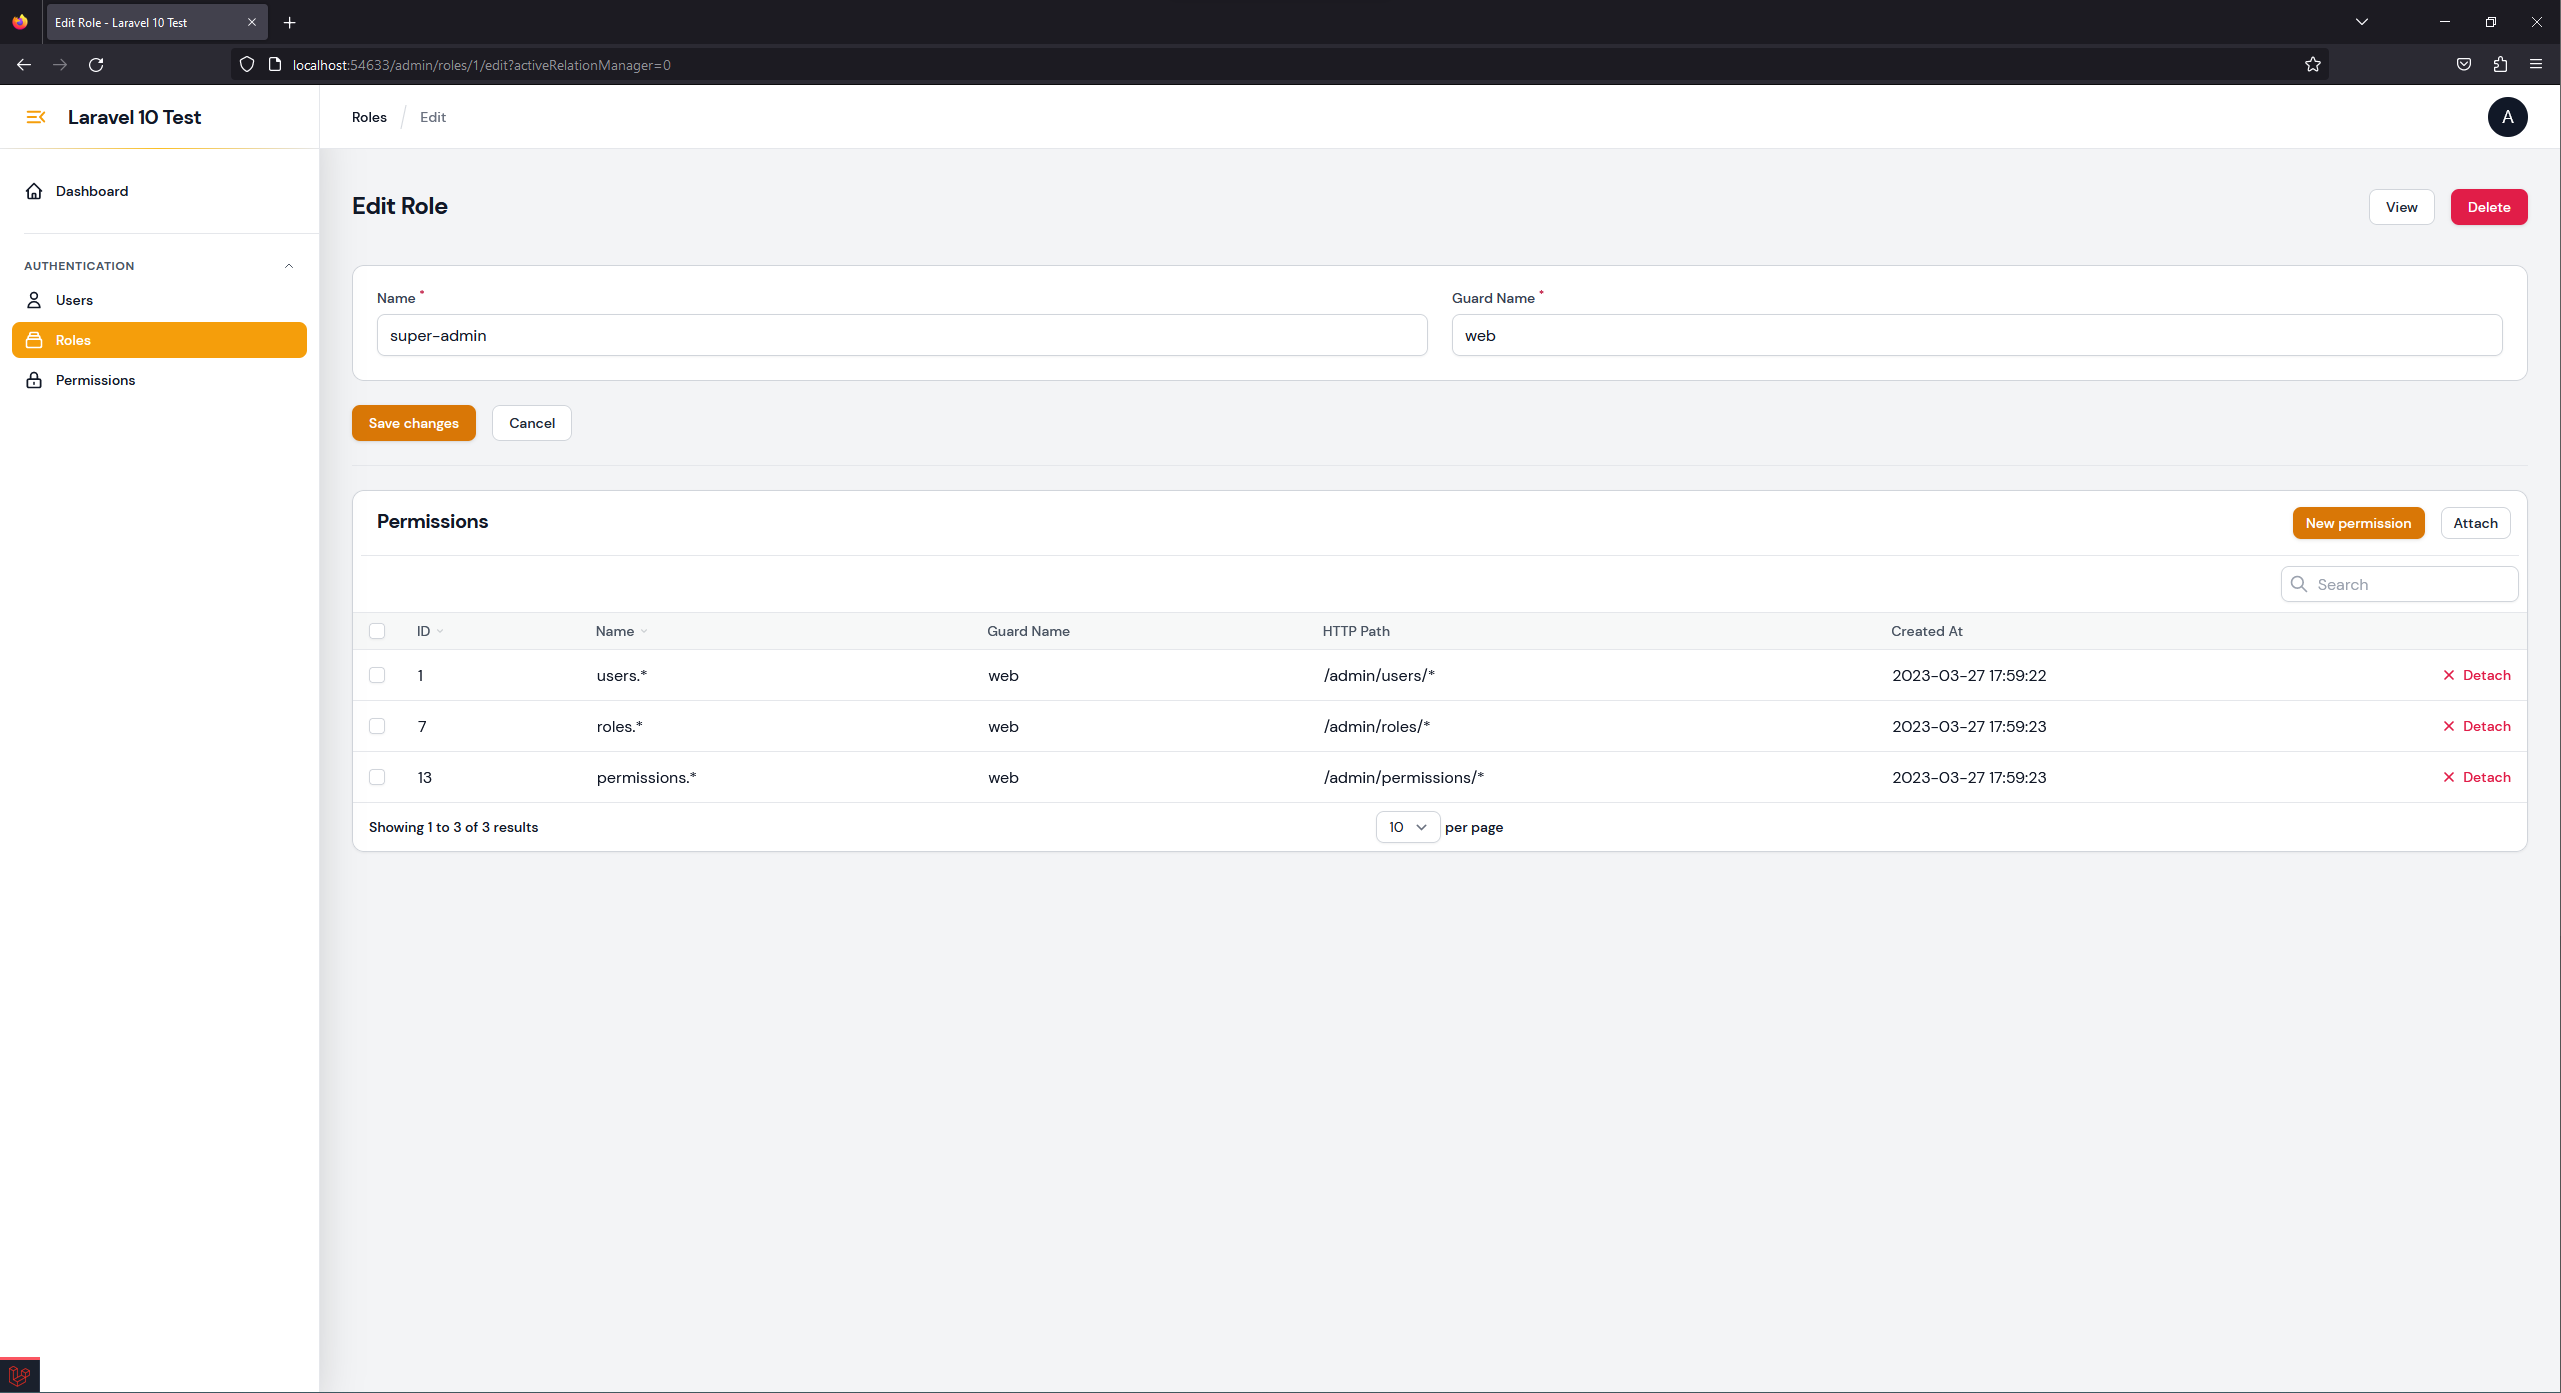 Edit Role - Laravel 10 Test
localhost:54633/admin/roles/1/edit?activeRelationManager=0
Laravel 10 Test
Roles / Edit
A
Dashboard
Edit Role
View Delete
AUTHENTICATION
Users
Roles
Permissions
Name *
Guard Name *
super-admin
web
Save changes Cancel
Permissions
New permission Attach
Search
ID Name Guard Name HTTP Path Created At
1 users.* web /admin/users/* 2023-03-27 17:59:22 Detach
7 roles.* web /admin/roles/* 2023-03-27 17:59:23 Detach
13 permissions.* web /admin/permissions/* 2023-03-27 17:59:23 Detach
Showing 1 to 3 of 3 results 10 per page